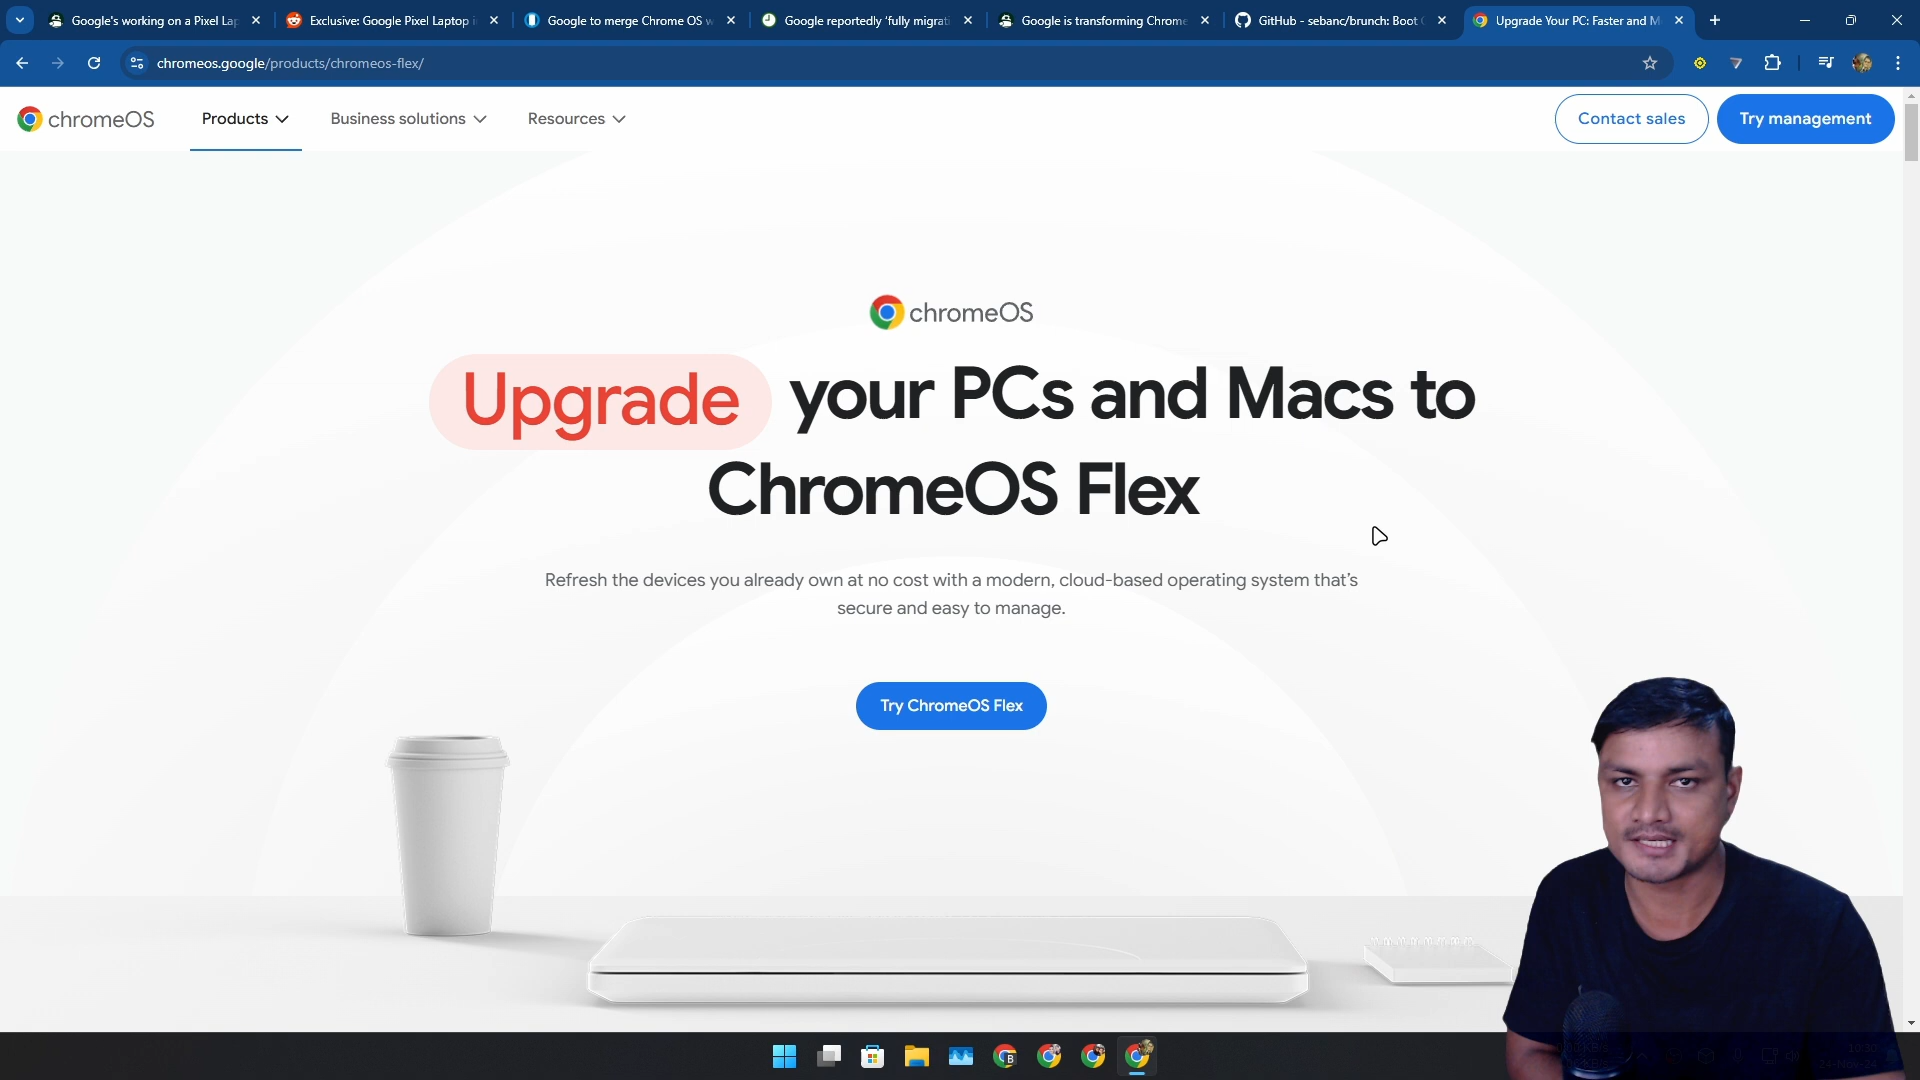 Google's working on a Pixel Lap
Exclusive: Google Pixel Laptop i
Google to merge Chrome OS w
Google reportedly 'fully migrati
Google is transforming Chrome
GitHub - sebanc/brunch: Boot C
Upgrade Your PC: Faster and M
chromeos.google/products/chromeos-flex/
chromeOS
Products
Business solutions
Resources
Contact sales
Try management
chromeOS
Upgrade your PCs and Macs to
ChromeOS Flex
Refresh the devices you already own at no cost with a modern, cloud-based operating system that's
secure and easy to manage.
Try ChromeOS Flex